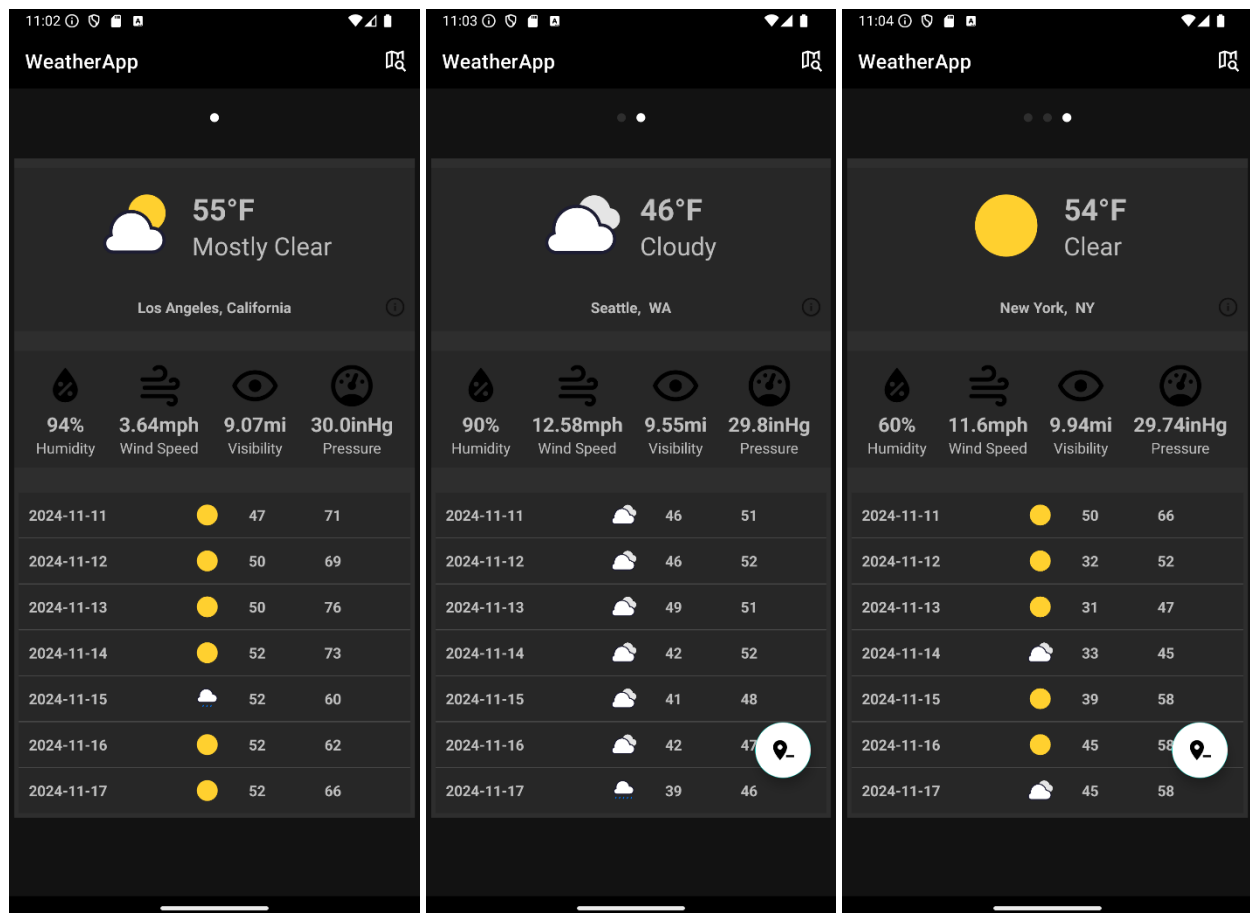 11:02
WeatherApp
55°F
Mostly Clear
Los Angeles, California
94% 3.64mph 9.07mi 30.0inHg
Humidity Wind Speed Visibility Pressure
2024-11-11 47 71
2024-11-12 50 69
2024-11-13 50 76
2024-11-14 52 73
2024-11-15 52 60
2024-11-16 52 62
2024-11-17 52 66
11:03
WeatherApp
46°F
Cloudy
Seattle, WA
90% 12.58mph 9.55mi 29.8inHg
Humidity Wind Speed Visibility Pressure
2024-11-11 46 51
2024-11-12 46 52
2024-11-13 49 51
2024-11-14 42 52
2024-11-15 41 48
2024-11-16 42 47
2024-11-17 39 46
11:04
WeatherApp
54°F
Clear
New York, NY
60% 11.6mph 9.94mi 29.74inHg
Humidity Wind Speed Visibility Pressure
2024-11-11 50 66
2024-11-12 32 52
2024-11-13 31 47
2024-11-14 33 45
2024-11-15 39 58
2024-11-16 45 58
2024-11-17 45 58